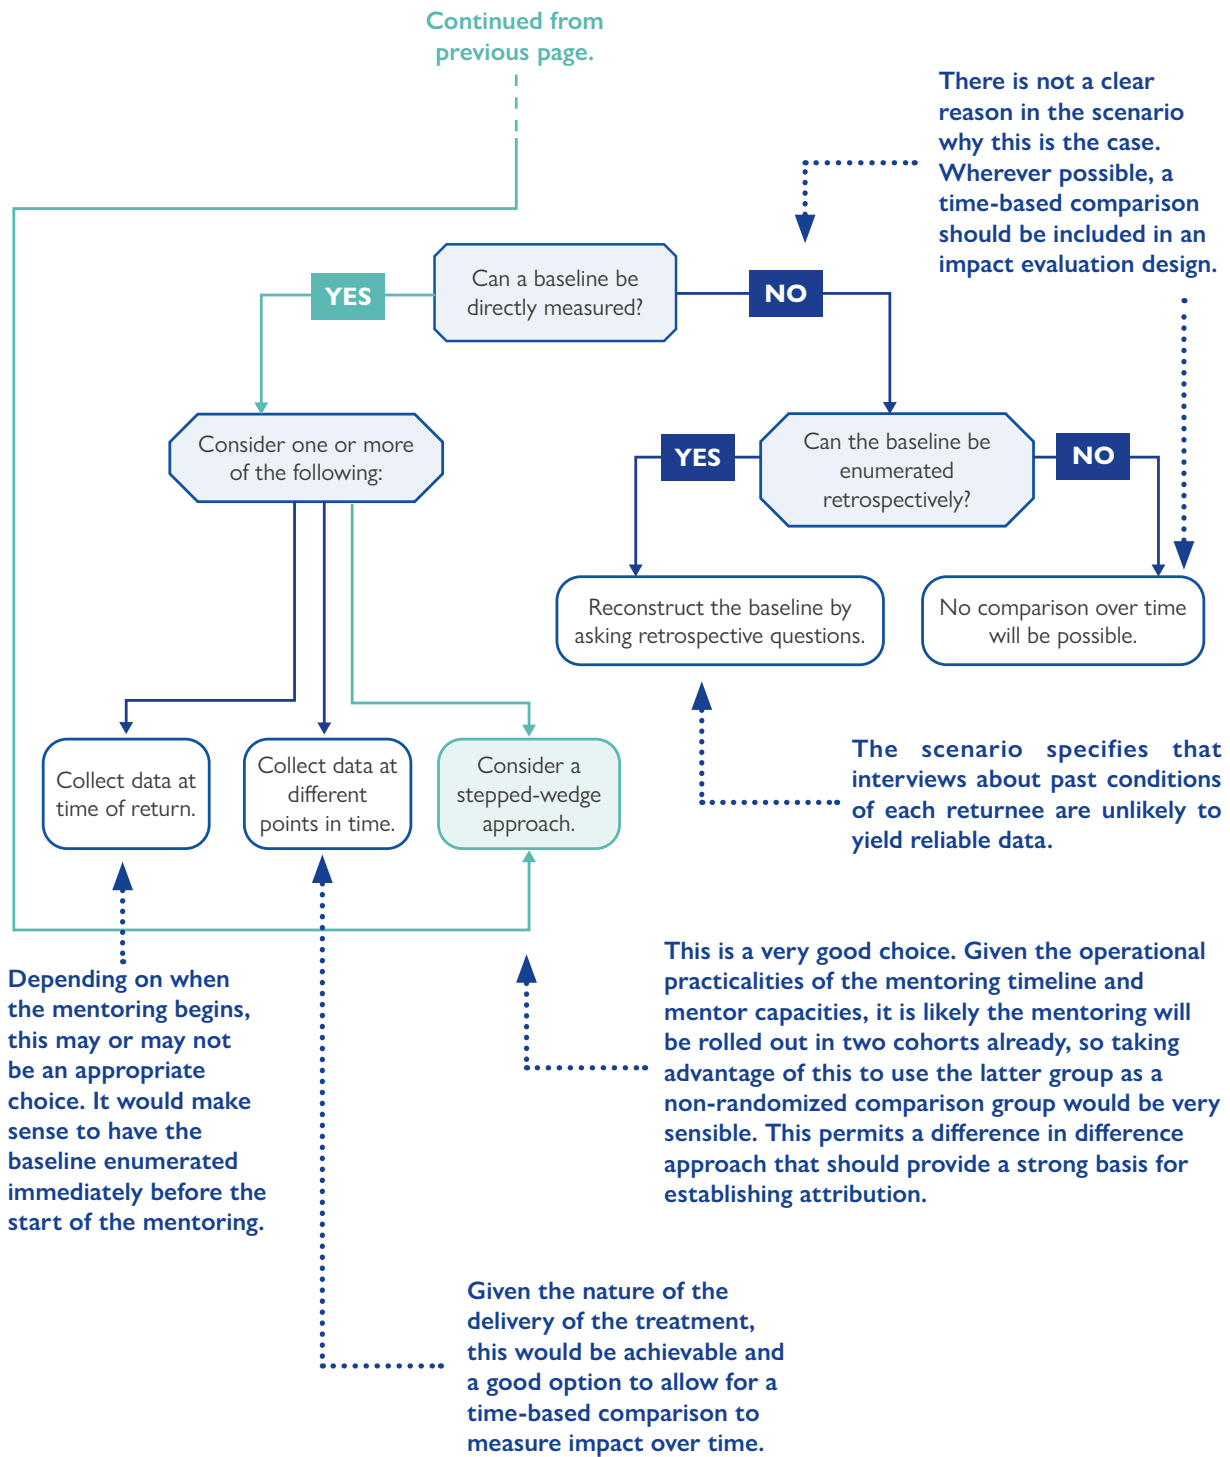 Continued from
previous page.
There is not a clear
reason in the scenario
why this is the case.
Wherever possible, a
time-based comparison
should be included in an
impact evaluation design.
Can a baseline be
directly measured?
YES
NO
Consider one or more
of the following:
Can the baseline be
enumerated
retrospectively?
YES
NO
Reconstruct the baseline by
asking retrospective questions.
No comparison over time
will be possible.
Collect data at
time of return.
Collect data at
different
points in time.
Consider a
stepped-wedge
approach.
The scenario specifies that
interviews about past conditions
of each returnee are unlikely to
yield reliable data.
Depending on when
the mentoring begins,
this may or may not
be an appropriate
choice. It would make
sense to have the
baseline enumerated
immediately before the
start of the mentoring.
This is a very good choice. Given the operational
practicalities of the mentoring timeline and
mentor capacities, it is likely the mentoring will
be rolled out in two cohorts already, so taking
advantage of this to use the latter group as a
non-randomized comparison group would be very
sensible. This permits a difference in difference
approach that should provide a strong basis for
establishing attribution.
Given the nature of the
delivery of the treatment,
this would be achievable and
a good option to allow for a
time-based comparison to
measure impact over time.